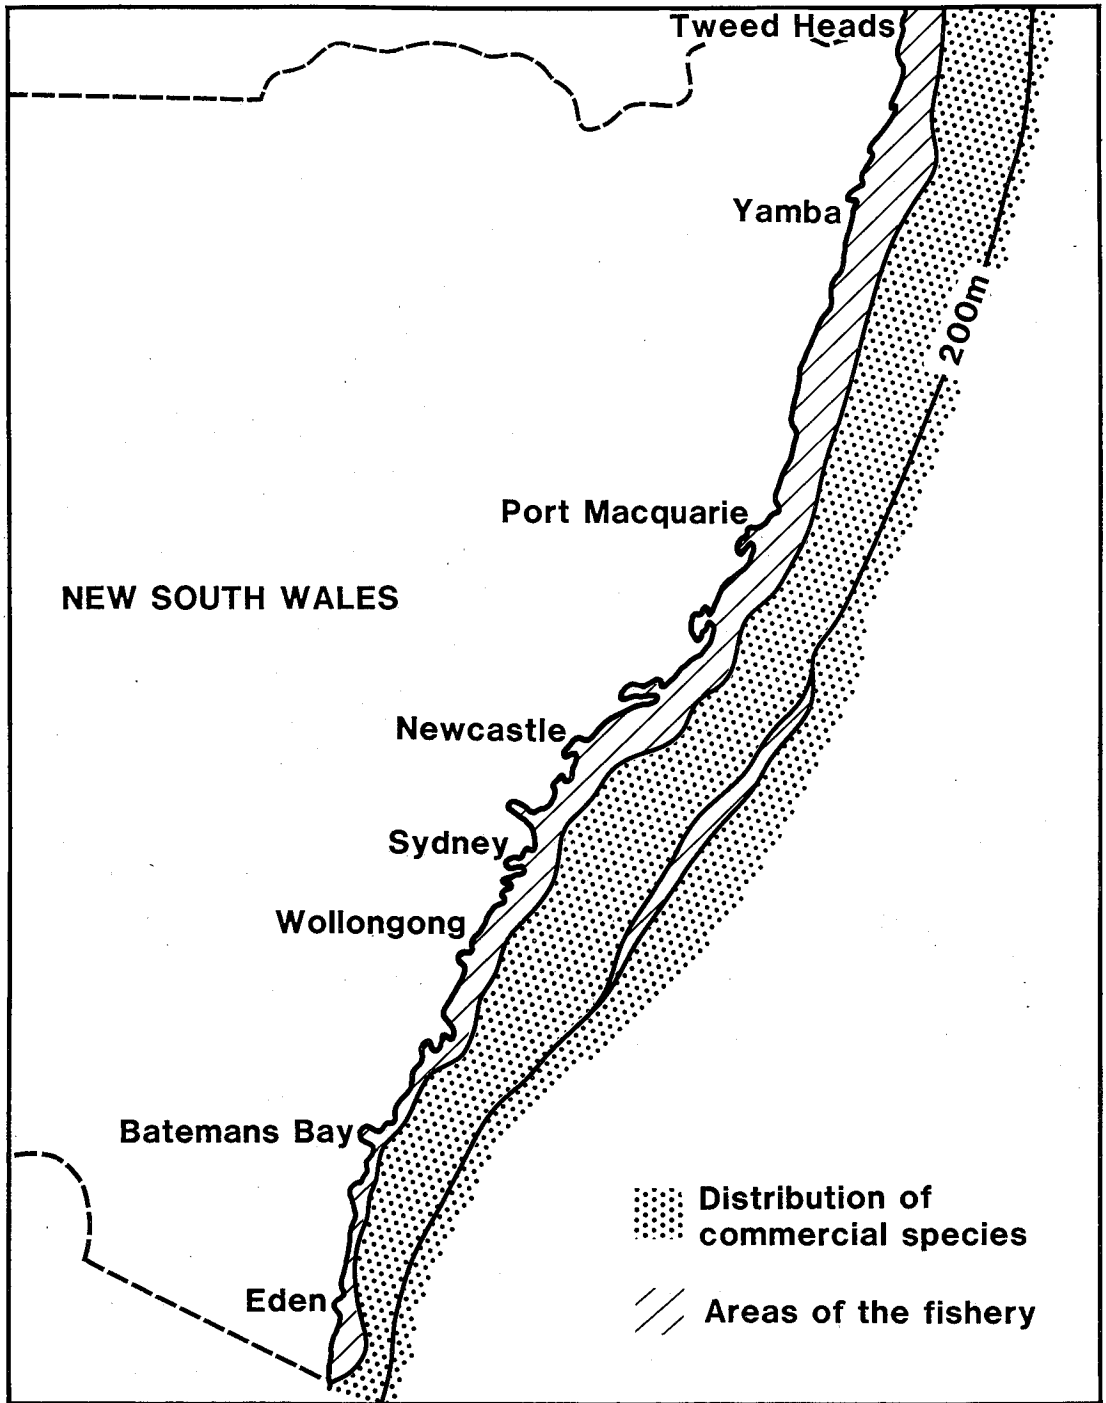 Tweed Heads
Yamba
200m
Port Macquarie
NEW SOUTH WALES
Newcastle
Sydney
Wollongong
Batemans Bay
Distribution of
commercial species
Eden
Areas of the fishery